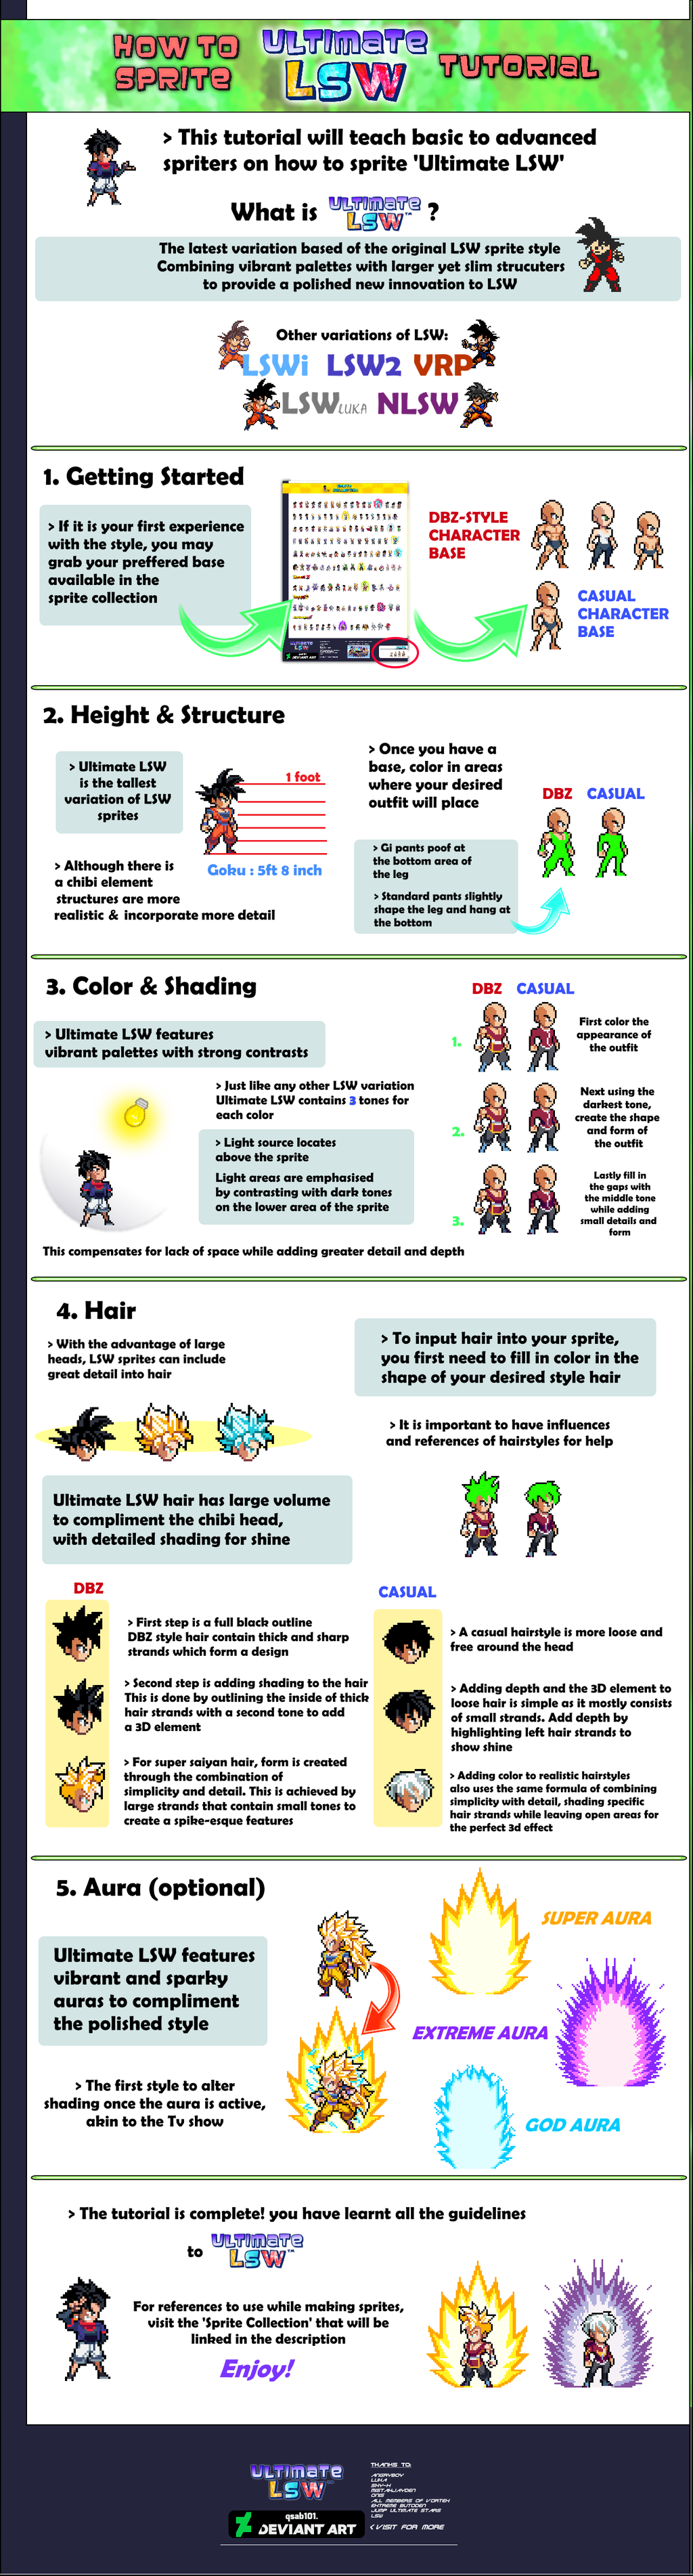 HOW TO
SPRITE
ULTIMATE
LSW
TUTORIAL
> This tutorial will teach basic to advanced
spriters on how to sprite 'Ultimate LSW'
What is ULTIMATE LSW™ ?
The latest variation based of the original LSW sprite style
Combining vibrant palettes with larger yet slim strucuters
to provide a polished new innovation to LSW
Other variations of LSW:
LSWi LSW2 VRP
LSWLUKA NLSW
1. Getting Started
> If it is your first experience
with the style, you may
grab your preffered base
available in the
sprite collection
DBZ-STYLE
CHARACTER
BASE
CASUAL
CHARACTER
BASE
2. Height & Structure
> Ultimate LSW
is the tallest
variation of LSW
sprites
1 foot
Goku : 5ft 8 inch
> Although there is
a chibi element
structures are more
realistic & incorporate more detail
> Once you have a
base, color in areas
where your desired
outfit will place
> Gi pants poof at
the bottom area of
the leg
> Standard pants slightly
shape the leg and hang at
the bottom
DBZ CASUAL
3. Color & Shading
> Ultimate LSW features
vibrant palettes with strong contrasts
> Just like any other LSW variation
Ultimate LSW contains 3 tones for
each color
> Light source locates
above the sprite
Light areas are emphasised
by contrasting with dark tones
on the lower area of the sprite
This compensates for lack of space while adding greater detail and depth
DBZ CASUAL
1.
First color the
appearance of
the outfit
2.
Next using the
darkest tone,
create the shape
and form of
the outfit
3.
Lastly fill in
the gaps with
the middle tone
while adding
small details and
form
4. Hair
> With the advantage of large
heads, LSW sprites can include
great detail into hair
> To input hair into your sprite,
you first need to fill in color in the
shape of your desired style hair
> It is important to have influences
and references of hairstyles for help
Ultimate LSW hair has large volume
to compliment the chibi head,
with detailed shading for shine
DBZ
> First step is a full black outline
DBZ style hair contain thick and sharp
strands which form a design
> Second step is adding shading to the hair
This is done by outlining the inside of thick
hair strands with a second tone to add
a 3D element
> For super saiyan hair, form is created
through the combination of
simplicity and detail. This is achieved by
large strands that contain small tones to
create a spike-esque features
CASUAL
> A casual hairstyle is more loose and
free around the head
> Adding depth and the 3D element to
loose hair is simple as it mostly consists
of small strands. Add depth by
highlighting left hair strands to
show shine
> Adding color to realistic hairstyles
also uses the same formula of combining
simplicity with detail, shading specific
hair strands while leaving open areas for
the perfect 3d effect
5. Aura (optional)
Ultimate LSW features
vibrant and sparky
auras to compliment
the polished style
> The first style to alter
shading once the aura is active,
akin to the Tv show
SUPER AURA
EXTREME AURA
GOD AURA
> The tutorial is complete! you have learnt all the guidelines
to ULTIMATE LSW™
For references to use while making sprites,
visit the 'Sprite Collection' that will be
linked in the description
Enjoy!
ULTIMATE
LSW
qsab101.
DEVIANT ART
THANKS TO:
ANGRYBOY
LUKA
SKY-H
MISTAHJAYDEN
ONIS
ALL MEMBERS OF VORTEX
EXTREME BUTODEN
JUMP ULTIMATE STARS
LSW
< VISIT FOR MORE